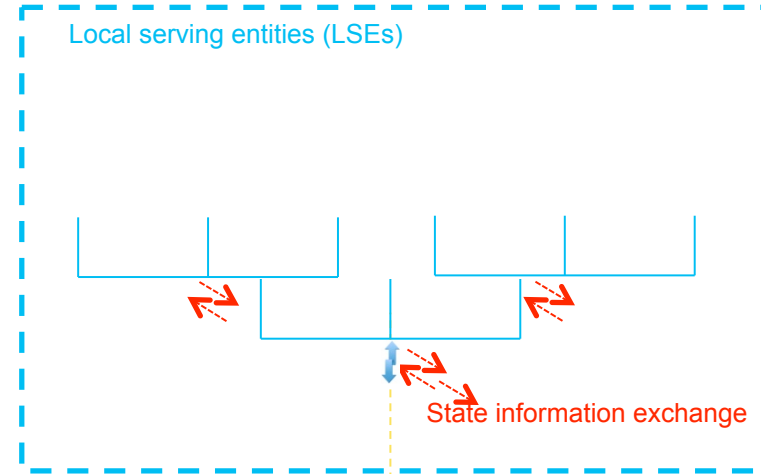 Local serving entities (LSEs)
State information exchange